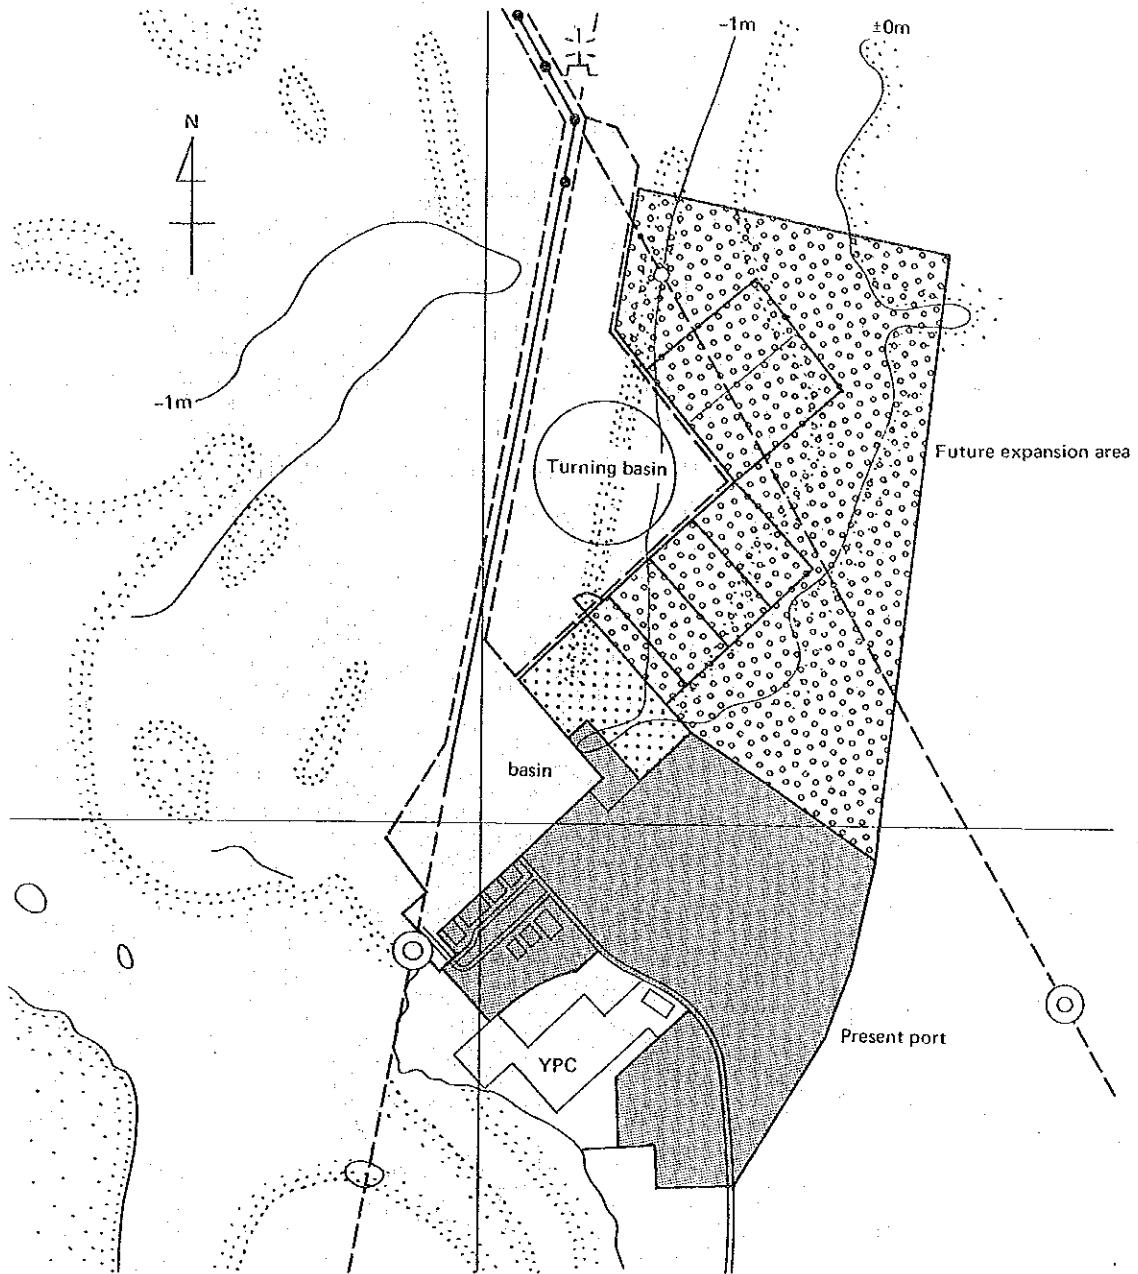 -1m
±0m
N
-1m
Future expansion area
Turning basin
basin
Present port
YPC